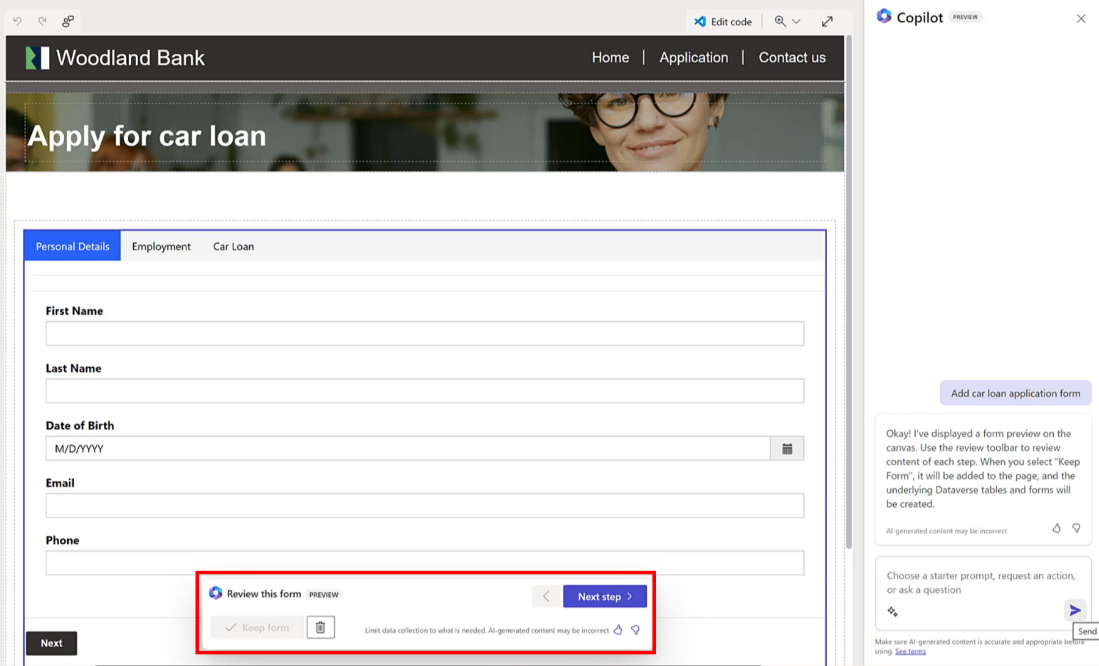 Edit code
Woodland Bank
Home | Application | Contact us
Apply for car loan
Personal Details Employment Car Loan
First Name
Last Name
Date of Birth
M/D/YYYY
Email
Phone
Review this form PREVIEW
Next step
Keep form
Limit data collection to what is needed. AI-generated content may be incorrect
Next
Copilot PREVIEW
Add car loan application form
Okay! I've displayed a form preview on the
canvas. Use the review toolbar to review
content of each step. When you select "Keep
Form", it will be added to the page, and the
underlying Dataverse tables and forms will
be created.
AI-generated content may be incorrect
Choose a starter prompt, request an action,
or ask a question
Send
Make sure AI-generated content is accurate and appropriate before
using. See terms